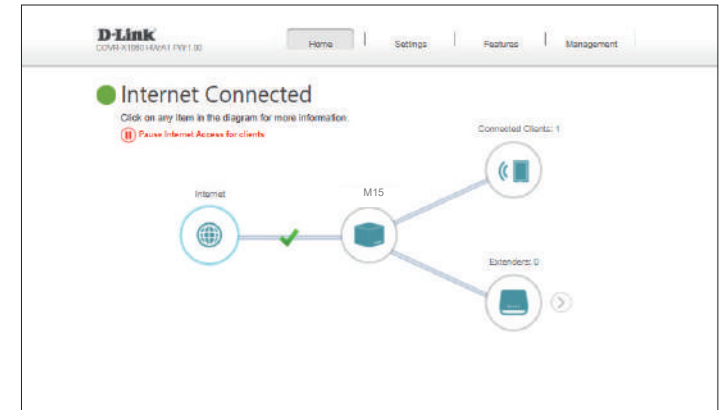 D-Link
COVR-X1860 HW:A1 FW:1.00
Home
Settings
Features
Management
Internet Connected
Click on any item in the diagram for more information.
Pause Internet Access for clients
Connected Clients: 1
Internet
M15
Extenders: 0